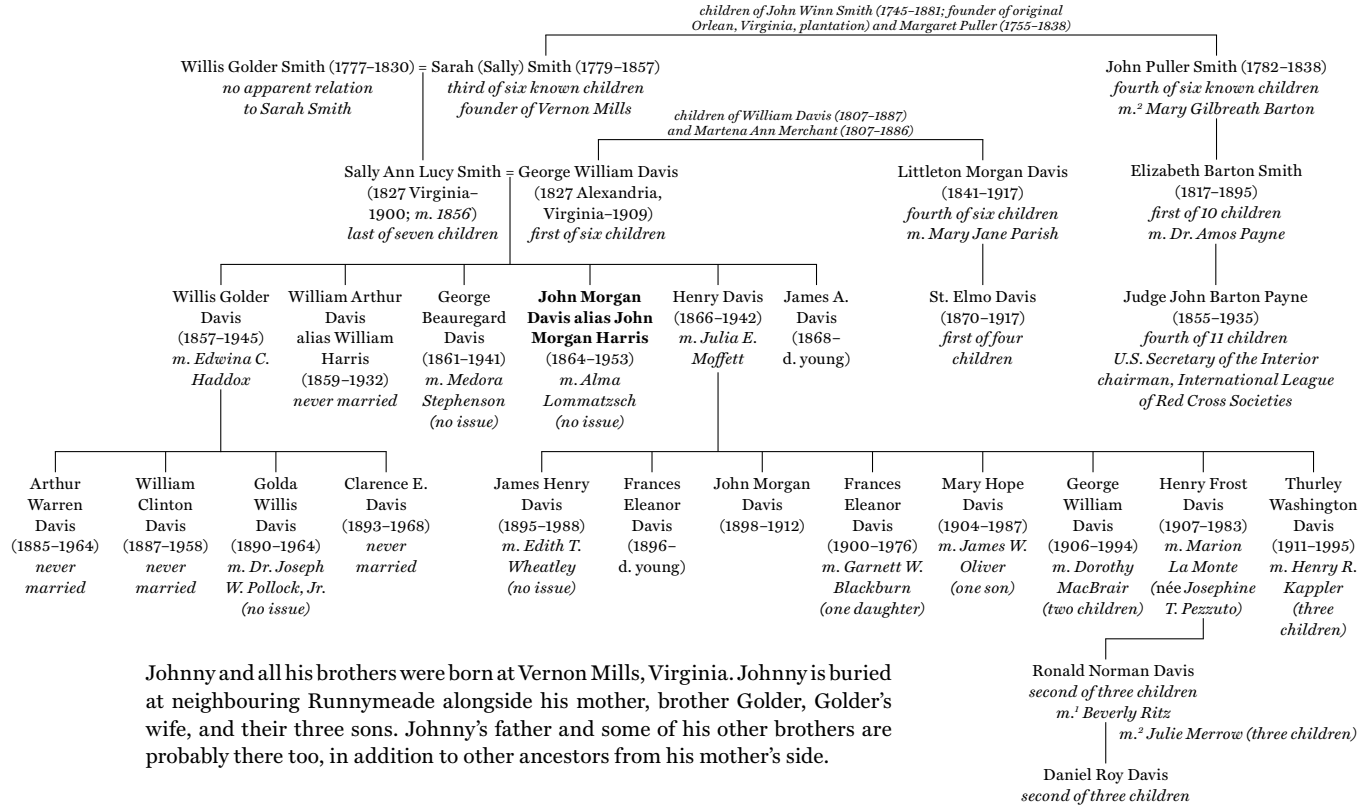 children of John Winn Smith (1745–1881; founder of original
Orlean, Virginia, plantation) and Margaret Puller (1755–1838)
Willis Golder Smith (1777–1830) = Sarah (Sally) Smith (1779–1857)
no apparent relation
to Sarah Smith
third of six known children
founder of Vernon Mills
John Puller Smith (1782–1838)
fourth of six known children
m.² Mary Gilbreath Barton
children of William Davis (1807–1887)
and Martena Ann Merchant (1807–1886)
Sally Ann Lucy Smith = George William Davis
(1827 Virginia–
1900; m. 1856)
last of seven children
(1827 Alexandria,
Virginia–1909)
first of six children
Littleton Morgan Davis
(1841–1917)
fourth of six children
m. Mary Jane Parish
Elizabeth Barton Smith
(1817–1895)
first of 10 children
m. Dr. Amos Payne
Willis Golder
Davis
(1857–1945)
m. Edwina C.
Haddox
William Arthur
Davis
alias William
Harris
(1859–1932)
never married
George
Beauregard
Davis
(1861–1941)
m. Medora
Stephenson
(no issue)
John Morgan
Davis alias John
Morgan Harris
(1864–1953)
m. Alma
Lommatzsch
(no issue)
Henry Davis
(1866–1942)
m. Julia E.
Moffett
James A.
Davis
(1868–
d. young)
St. Elmo Davis
(1870–1917)
first of four
children
Judge John Barton Payne
(1855–1935)
fourth of 11 children
U.S. Secretary of the Interior
chairman, International League
of Red Cross Societies
Arthur
Warren
Davis
(1885–1964)
never
married
William
Clinton
Davis
(1887–1958)
never
married
Golda
Willis
Davis
(1890–1964)
m. Dr. Joseph
W. Pollock, Jr.
(no issue)
Clarence E.
Davis
(1893–1968)
never
married
James Henry
Davis
(1895–1988)
m. Edith T.
Wheatley
(no issue)
Frances
Eleanor
Davis
(1896–
d. young)
John Morgan
Davis
(1898–1912)
Frances
Eleanor
Davis
(1900–1976)
m. Garnett W.
Blackburn
(one daughter)
Mary Hope
Davis
(1904–1987)
m. James W.
Oliver
(one son)
George
William
Davis
(1906–1994)
m. Dorothy
MacBrair
(two children)
Henry Frost
Davis
(1907–1983)
m. Marion
La Monte
(née Josephine
T. Pezzuto)
Thurley
Washington
Davis
(1911–1995)
m. Henry R.
Kappler
(three
children)
Ronald Norman Davis
second of three children
m.¹ Beverly Ritz
m.² Julie Merrow (three children)
Daniel Roy Davis
second of three children
Johnny and all his brothers were born at Vernon Mills, Virginia. Johnny is buried
at neighbouring Runnymeade alongside his mother, brother Golder, Golder’s
wife, and their three sons. Johnny’s father and some of his other brothers are
probably there too, in addition to other ancestors from his mother’s side.